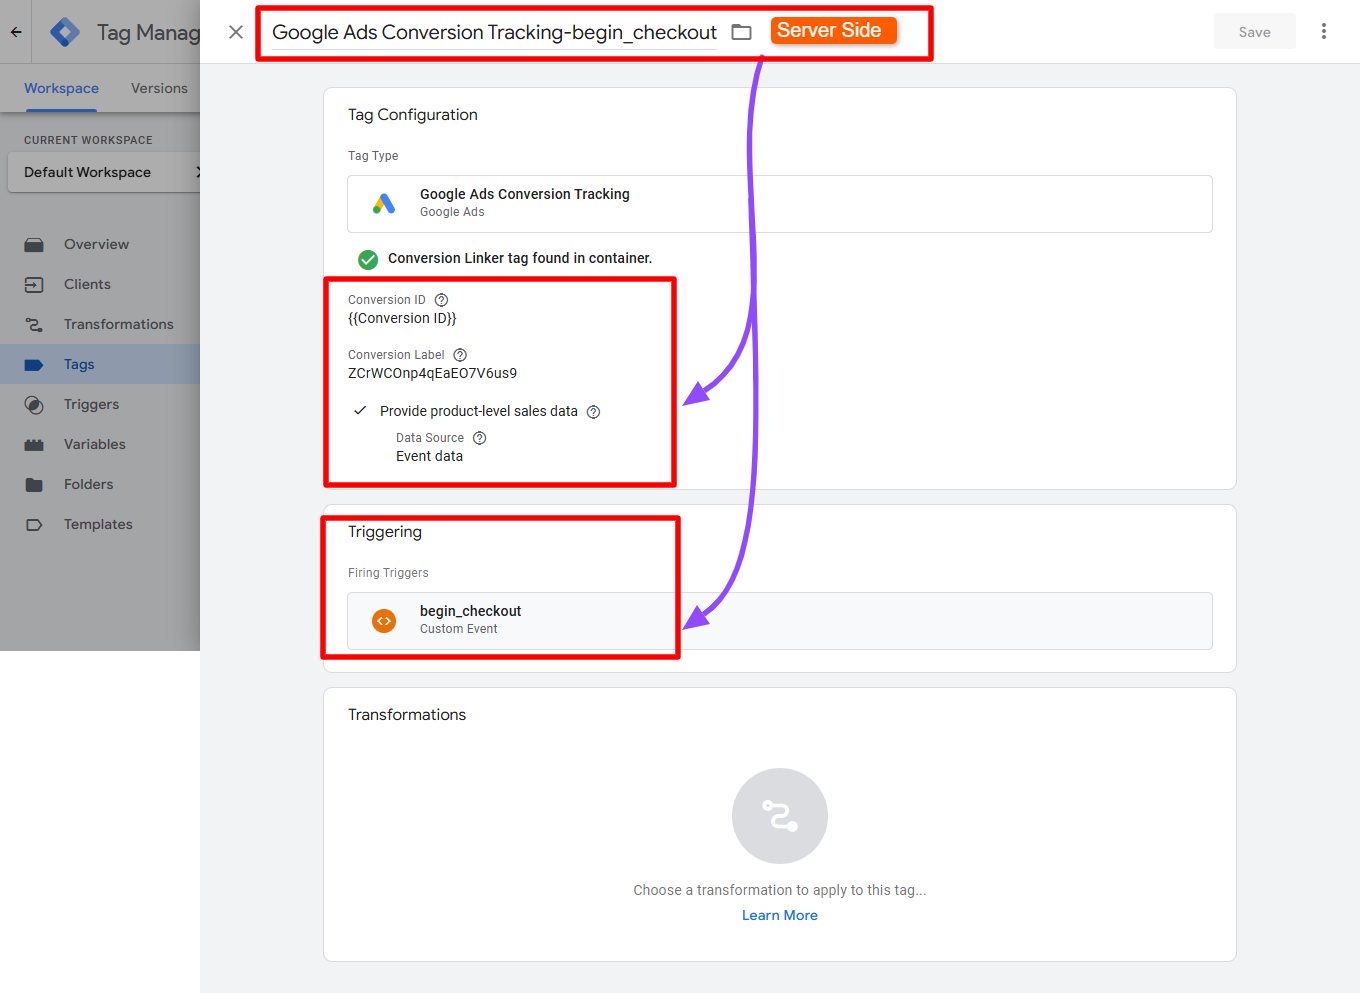 Tag Manag
Google Ads Conversion Tracking-begin_checkout
Server Side
Save
Workspace
Versions
CURRENT WORKSPACE
Default Workspace
Overview
Clients
Transformations
Tags
Triggers
Variables
Folders
Templates
Tag Configuration
Tag Type
Google Ads Conversion Tracking
Google Ads
Conversion Linker tag found in container.
Conversion ID
{{Conversion ID}}
Conversion Label
ZCrWCOnp4qEaEO7V6us9
Provide product-level sales data
Data Source
Event data
Triggering
Firing Triggers
begin_checkout
Custom Event
Transformations
Choose a transformation to apply to this tag...
Learn More